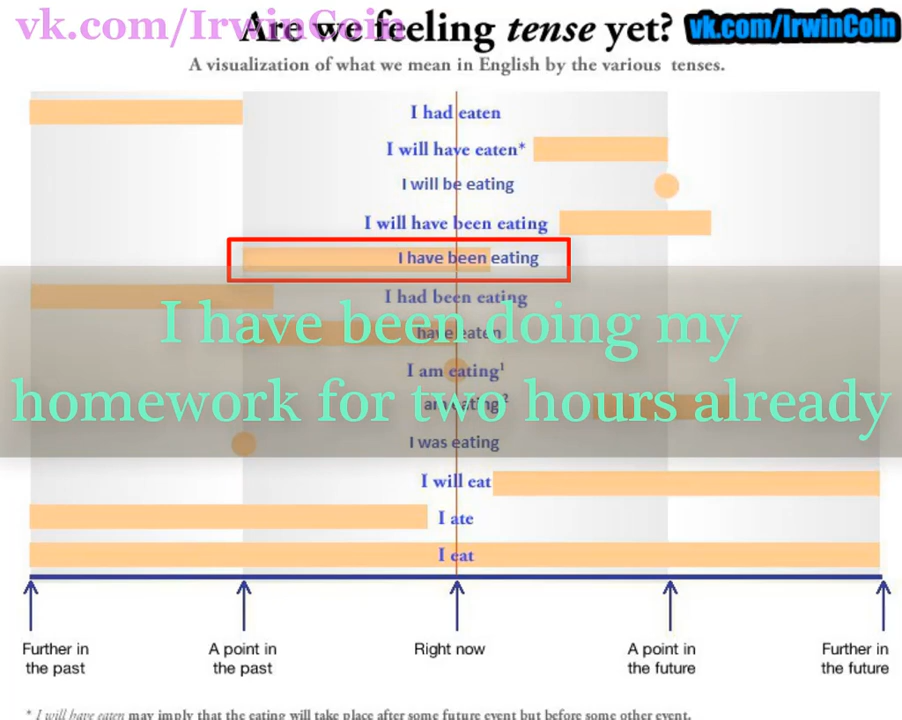 vk.com/IrwinCoin
Are we feeling tense yet?
vk.com/IrwinCoin
A visualization of what we mean in English by the various tenses.
I had eaten
I will have eaten*
I will be eating
I will have been eating
I have been eating
I had been eating
I have been doing my
have eaten
I am eating¹
homework for two hours already
am eating²
I was eating
I will eat
I ate
I eat
Further in
the past
A point in
the past
Right now
A point in
the future
Further in
the future
* I will have eaten may imply that the eating will take place after some future event but before some other event.